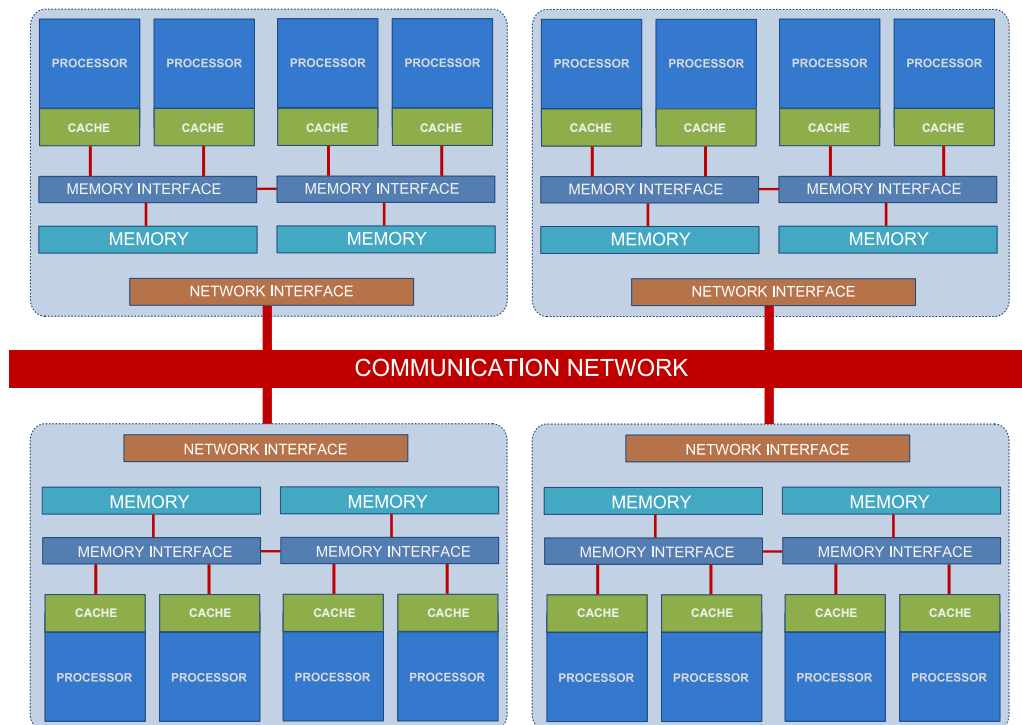 PROCESSOR PROCESSOR PROCESSOR PROCESSOR PROCESSOR PROCESSOR PROCESSOR PROCESSOR
CACHE CACHE CACHE CACHE CACHE CACHE CACHE CACHE
MEMORY INTERFACE MEMORY INTERFACE MEMORY INTERFACE MEMORY INTERFACE
MEMORY MEMORY MEMORY MEMORY
NETWORK INTERFACE NETWORK INTERFACE
COMMUNICATION NETWORK
NETWORK INTERFACE NETWORK INTERFACE
MEMORY MEMORY MEMORY MEMORY
MEMORY INTERFACE MEMORY INTERFACE MEMORY INTERFACE MEMORY INTERFACE
CACHE CACHE CACHE CACHE CACHE CACHE CACHE CACHE
PROCESSOR PROCESSOR PROCESSOR PROCESSOR PROCESSOR PROCESSOR PROCESSOR PROCESSOR